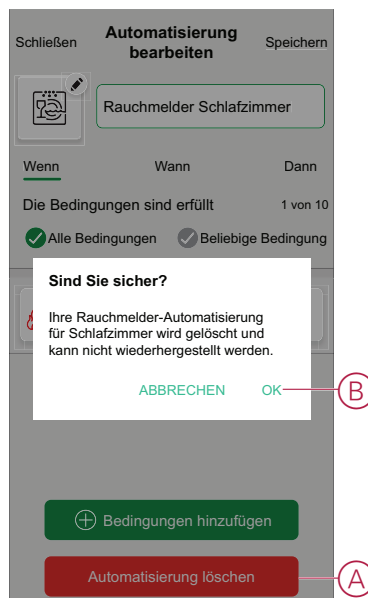 Schließen
Automatisierung
bearbeiten
Speichern
Rauchmelder Schlafzimmer
Wenn Wann Dann
Die Bedingungen sind erfüllt 1 von 10
Alle Bedingungen Beliebige Bedingung
Sind Sie sicher?
Ihre Rauchmelder-Automatisierung
für Schlafzimmer wird gelöscht und
kann nicht wiederhergestellt werden.
ABBRECHEN OK
B
Bedingungen hinzufügen
Automatisierung löschen
A